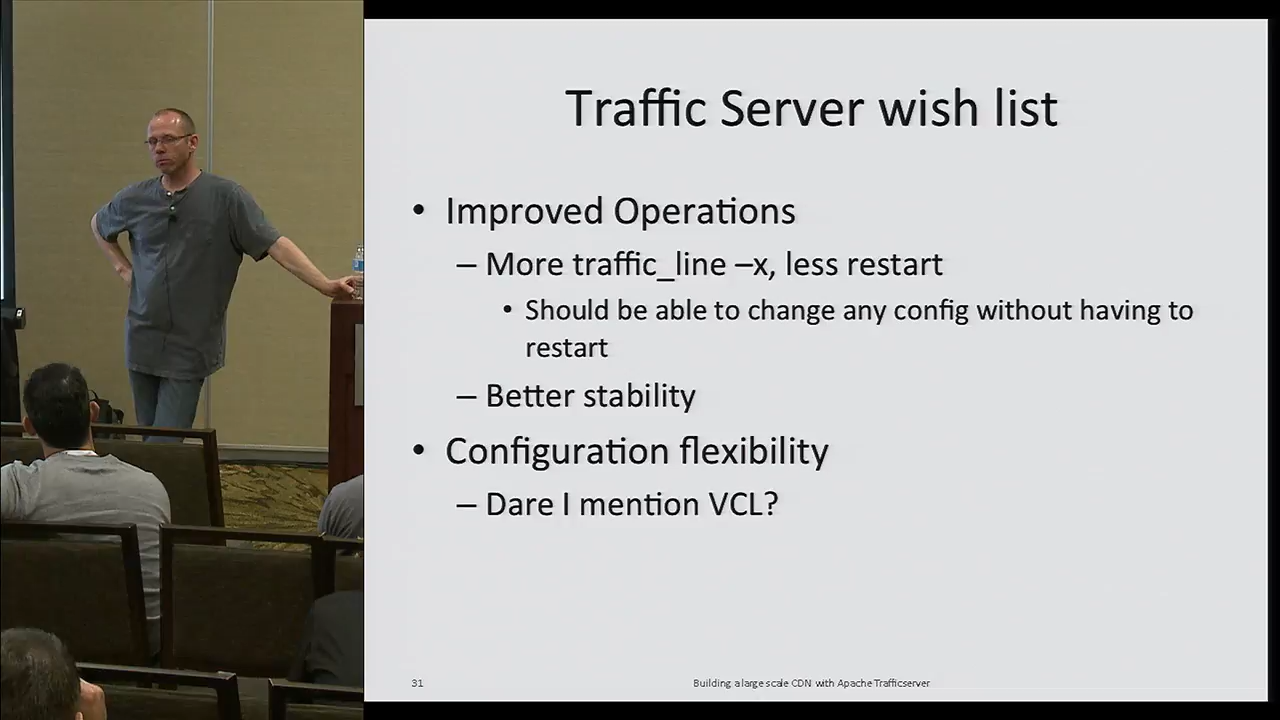 Traffic Server wish list
• Improved Operations
– More traffic_line –x, less restart
• Should be able to change any config without having to
restart
– Better stability
• Configuration flexibility
– Dare I mention VCL?
31
Building a large scale CDN with Apache Trafficserver